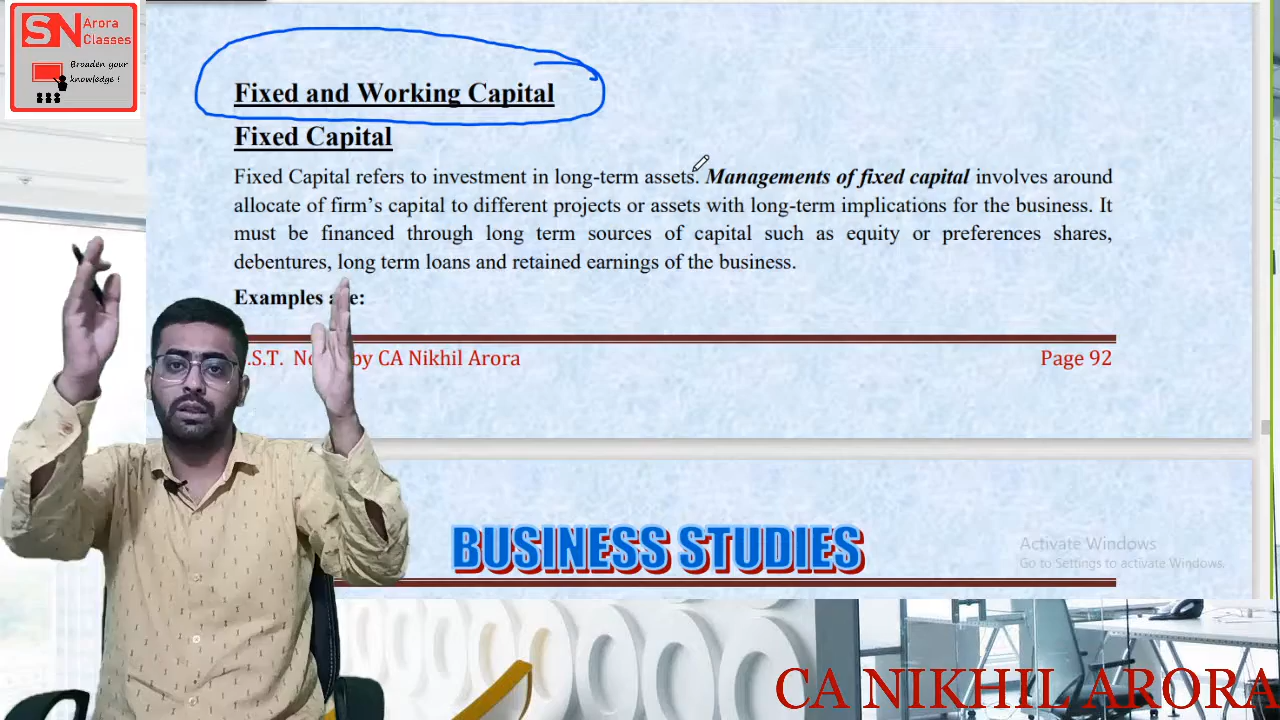 SN Arora Classes
Broaden your
knowledge !
Fixed and Working Capital
Fixed Capital
Fixed Capital refers to investment in long-term assets. Managements of fixed capital involves around
allocate of firm's capital to different projects or assets with long-term implications for the business. It
must be financed through long term sources of capital such as equity or preferences shares,
debentures, long term loans and retained earnings of the business.
Examples
.S.T. by CA Nikhil Arora
Page 92
BUSINESS STUDIES
Activate Windows
Go to Settings to activate Windows.
CA NIKHIL ARORA